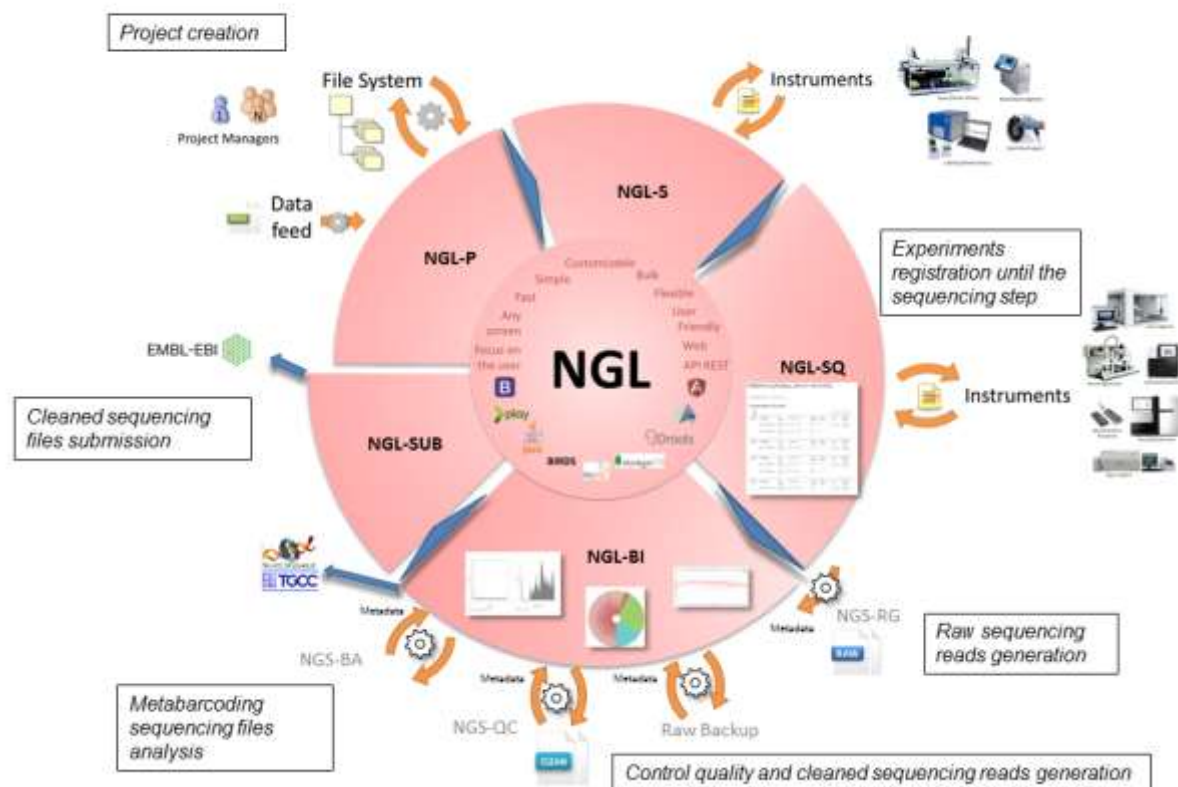 Project creation
File System
Instruments
1
N
Project Managers
NGL-S
Data
feed
NGL-P
Experiments
registration until the
sequencing step
Customizable
Simple
Bulk
Fast
Flexible
Any
screen
User
Friendly
Focus on
the user
Web
API REST
NGL
NGL-SQ
Instruments
EMBL-EBI
B
play
Drools
BIRDS
Cleaned sequencing
files submission
NGL-SUB
NGL-BI
TGCC
Metadata
NGS-BA
Metadata
NGS-RG
RAW
Raw sequencing
reads generation
Metabarcoding
sequencing files
analysis
Metadata
NGS-QC
CLEAN
Metadata
Raw Backup
Control quality and cleaned sequencing reads generation